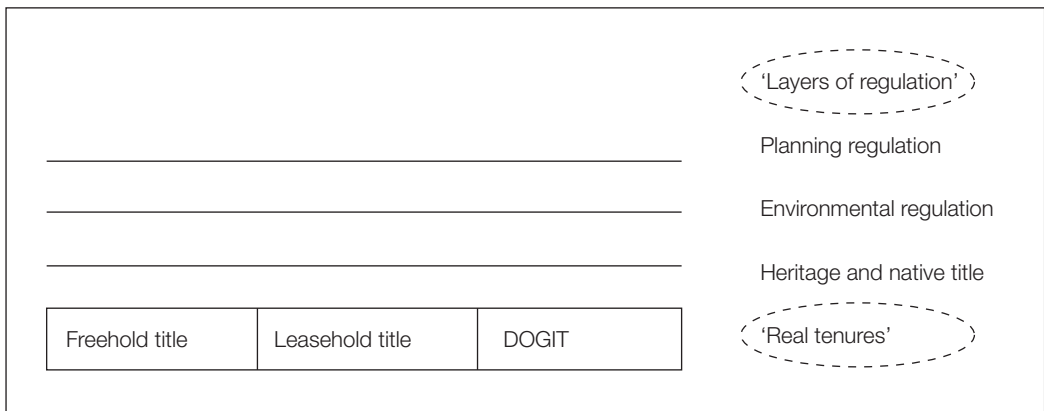 ‘Layers of regulation’
Planning regulation
Environmental regulation
Heritage and native title
Freehold title
Leasehold title
DOGIT
‘Real tenures’